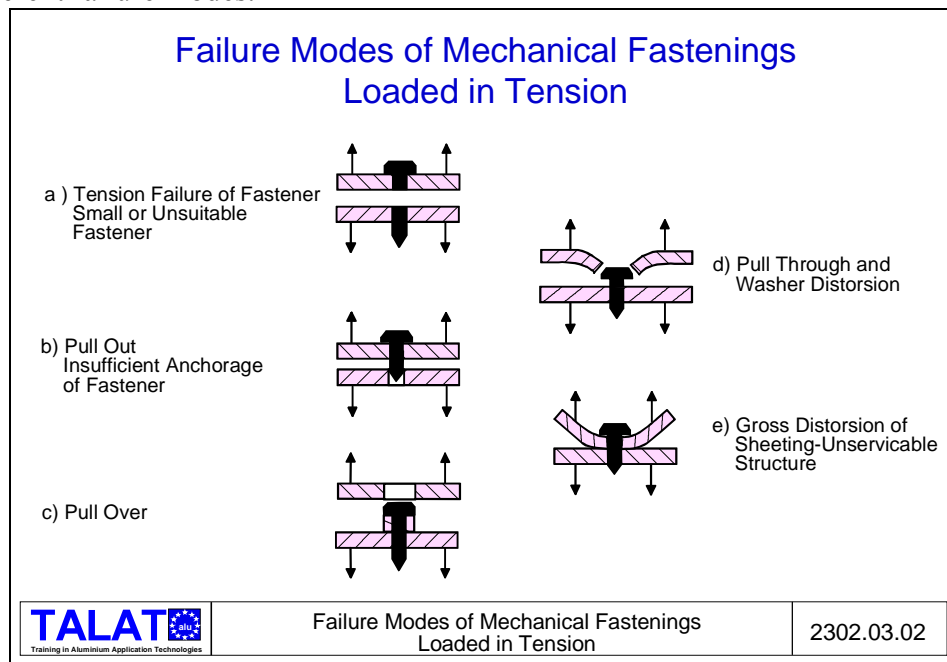 Failure Modes of Mechanical Fastenings
Loaded in Tension
a ) Tension Failure of Fastener
Small or Unsuitable
Fastener
b) Pull Out
Insufficient Anchorage
of Fastener
c) Pull Over
d) Pull Through and
Washer Distorsion
e) Gross Distorsion of
Sheeting-Unservicable
Structure
TALAT
alu
Training in Aluminium Application Technologies
Failure Modes of Mechanical Fastenings
Loaded in Tension
2302.03.02